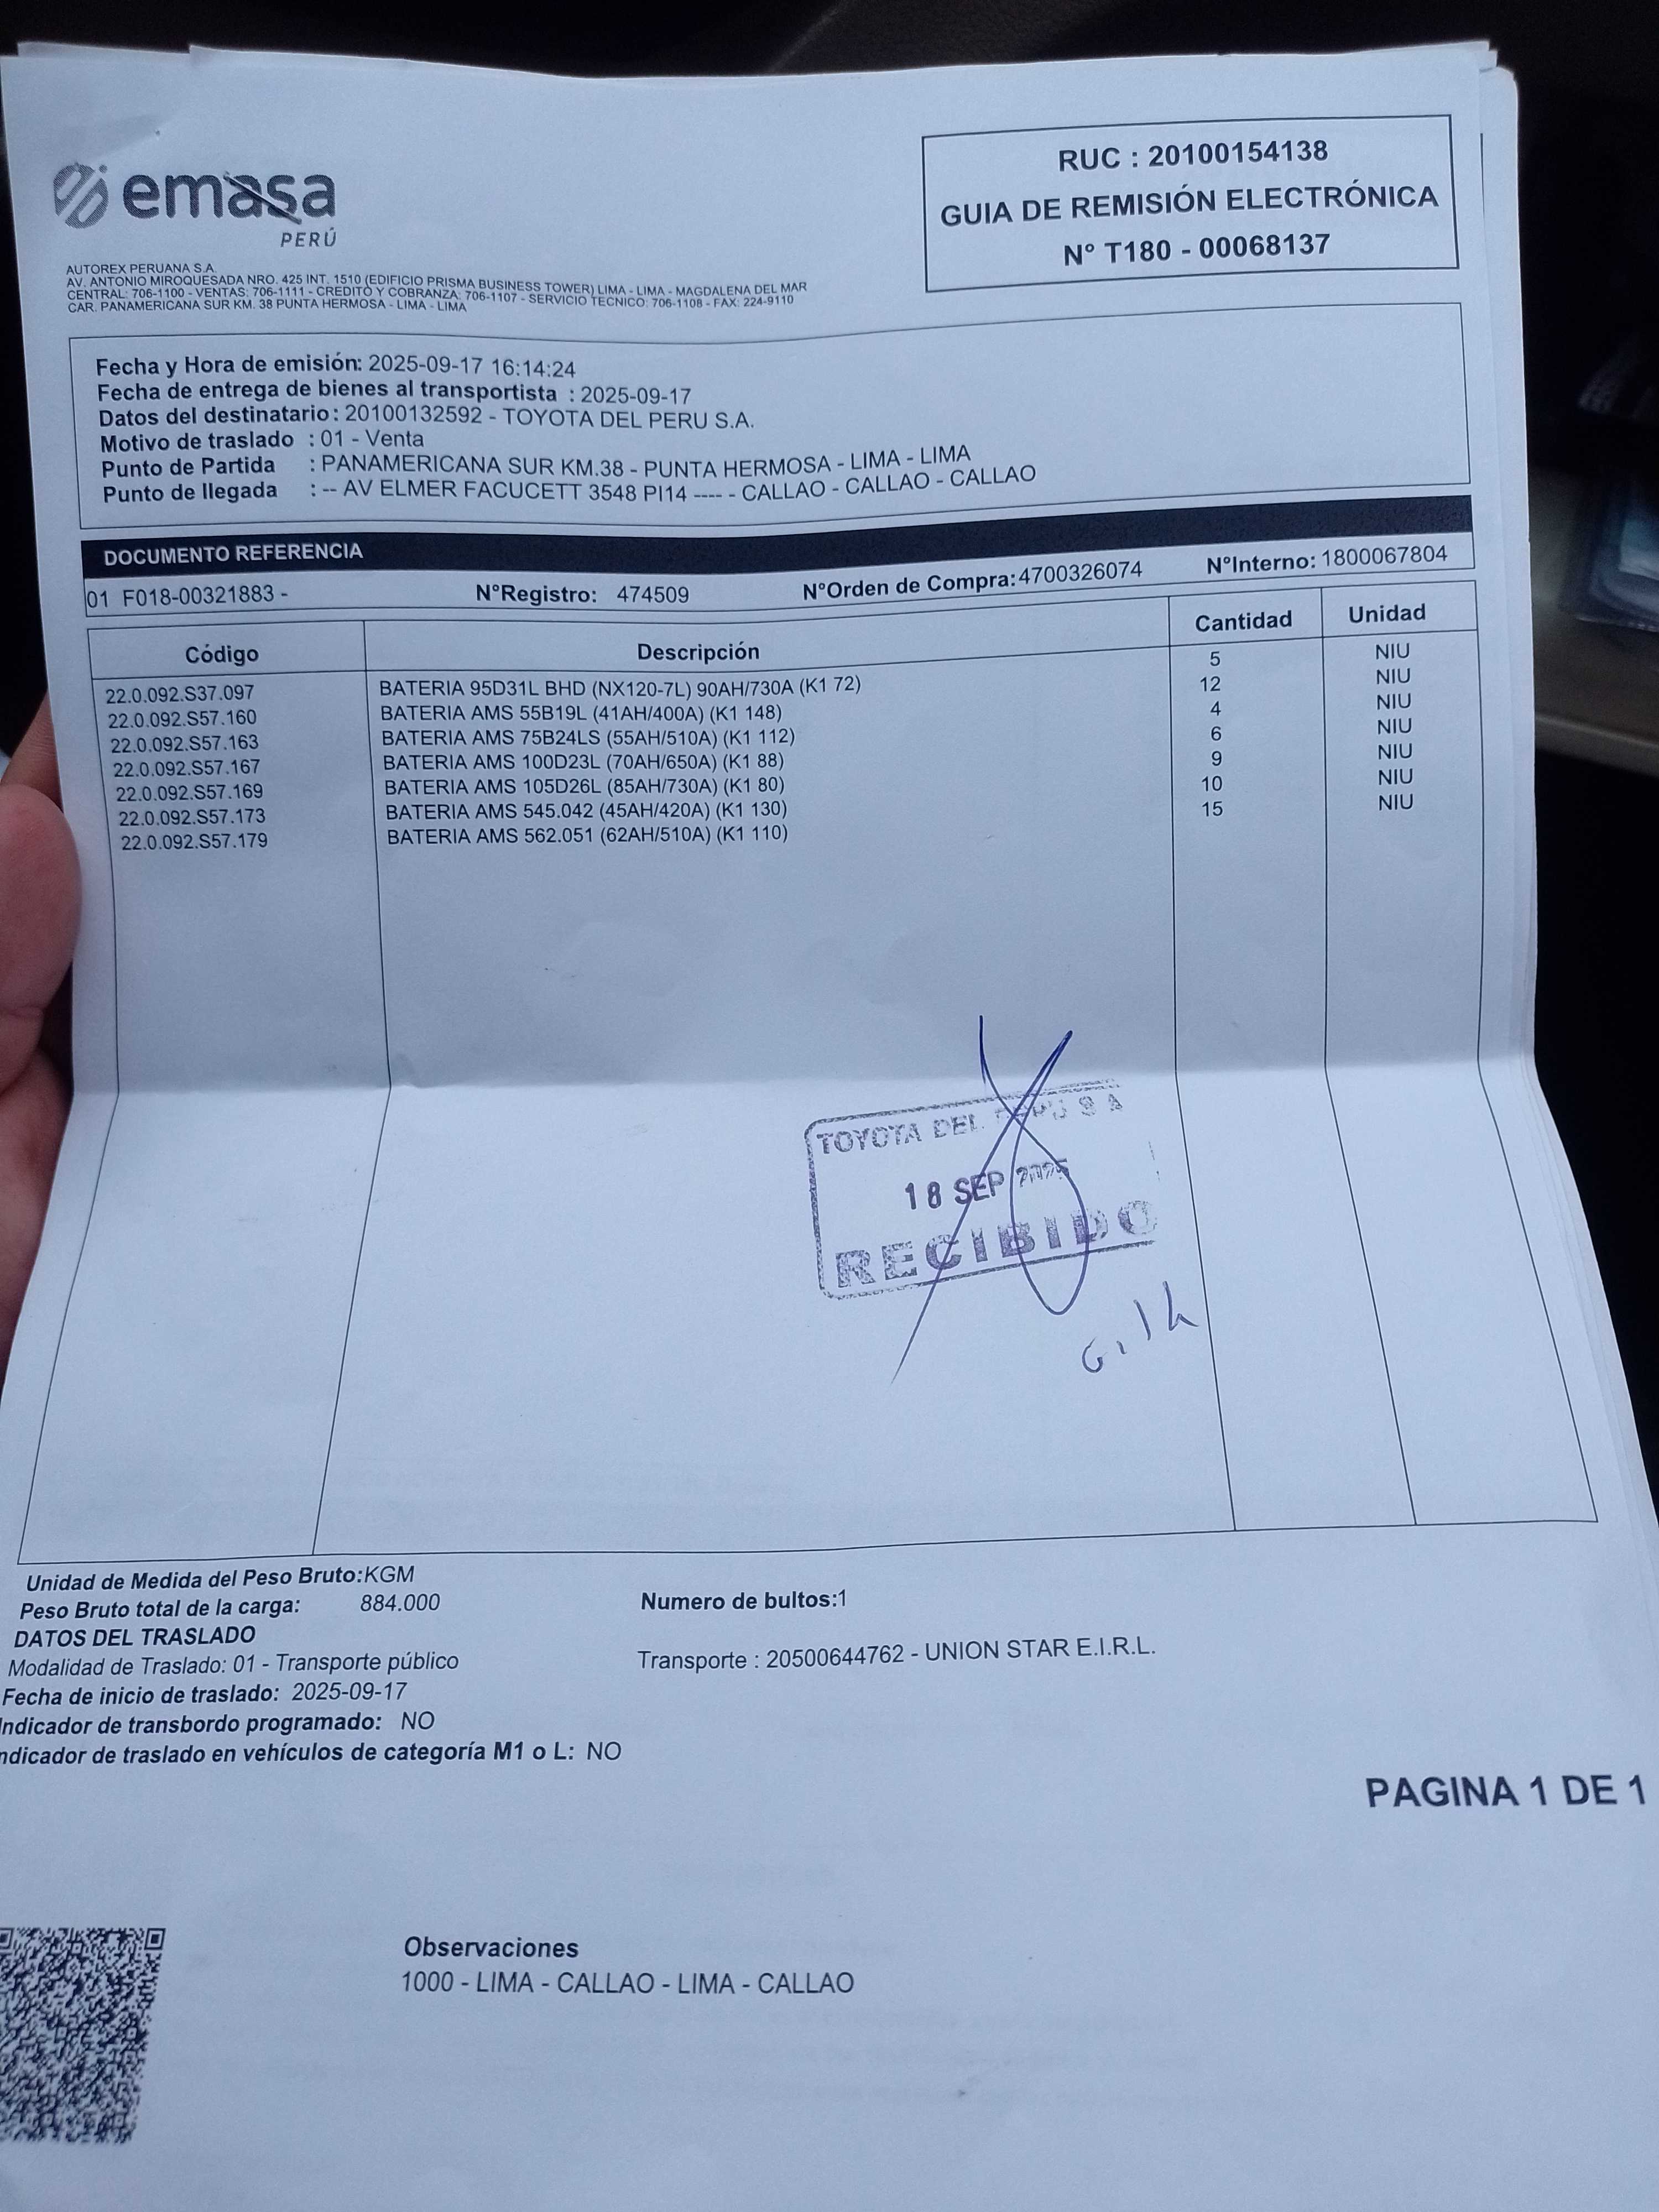 emasa
PERÚ
RUC : 20100154138
GUIA DE REMISIÓN ELECTRÓNICA
N° T180 - 00068137
AUTOREX PERUANA S.A.
AV. ANTONIO MIROQUESADA NRO. 425 INT. 1510 (EDIFICIO PRISMA BUSINESS TOWER) LIMA - LIMA - MAGDALENA DEL MAR
CENTRAL: 706-1100 - VENTAS: 706-1111 - CREDITO Y COBRANZA: 706-1107 - SERVICIO TECNICO: 706-1108 - FAX: 224-9110
CAR. PANAMERICANA SUR KM. 38 PUNTA HERMOSA - LIMA - LIMA
Fecha y Hora de emisión: 2025-09-17 16:14:24
Fecha de entrega de bienes al transportista : 2025-09-17
Datos del destinatario: 20100132592 - TOYOTA DEL PERU S.A.
Motivo de traslado : 01 - Venta
Punto de Partida : PANAMERICANA SUR KM.38 - PUNTA HERMOSA - LIMA - LIMA
Punto de llegada : -- AV ELMER FACUCETT 3548 PI14 ---- - CALLAO - CALLAO - CALLAO
DOCUMENTO REFERENCIA
01 F018-00321883 - N°Registro: 474509 N°Orden de Compra: 4700326074 N°Interno: 1800067804
Código Descripción Cantidad Unidad
22.0.092.S37.097 BATERIA 95D31L BHD (NX120-7L) 90AH/730A (K1 72) 5 NIU
22.0.092.S57.160 BATERIA AMS 55B19L (41AH/400A) (K1 148) 12 NIU
22.0.092.S57.163 BATERIA AMS 75B24LS (55AH/510A) (K1 112) 4 NIU
22.0.092.S57.167 BATERIA AMS 100D23L (70AH/650A) (K1 88) 6 NIU
22.0.092.S57.169 BATERIA AMS 105D26L (85AH/730A) (K1 80) 9 NIU
22.0.092.S57.173 BATERIA AMS 545.042 (45AH/420A) (K1 130) 10 NIU
22.0.092.S57.179 BATERIA AMS 562.051 (62AH/510A) (K1 110) 15 NIU
TOYOTA DEL PERU S A
18 SEP 2025
RECIBIDO
Unidad de Medida del Peso Bruto:KGM
Peso Bruto total de la carga: 884.000 Numero de bultos:1
DATOS DEL TRASLADO
Modalidad de Traslado: 01 - Transporte público Transporte : 20500644762 - UNION STAR E.I.R.L.
Fecha de inicio de traslado: 2025-09-17
Indicador de transbordo programado: NO
ndicador de traslado en vehículos de categoría M1 o L: NO
PAGINA 1 DE 1
Observaciones
1000 - LIMA - CALLAO - LIMA - CALLAO